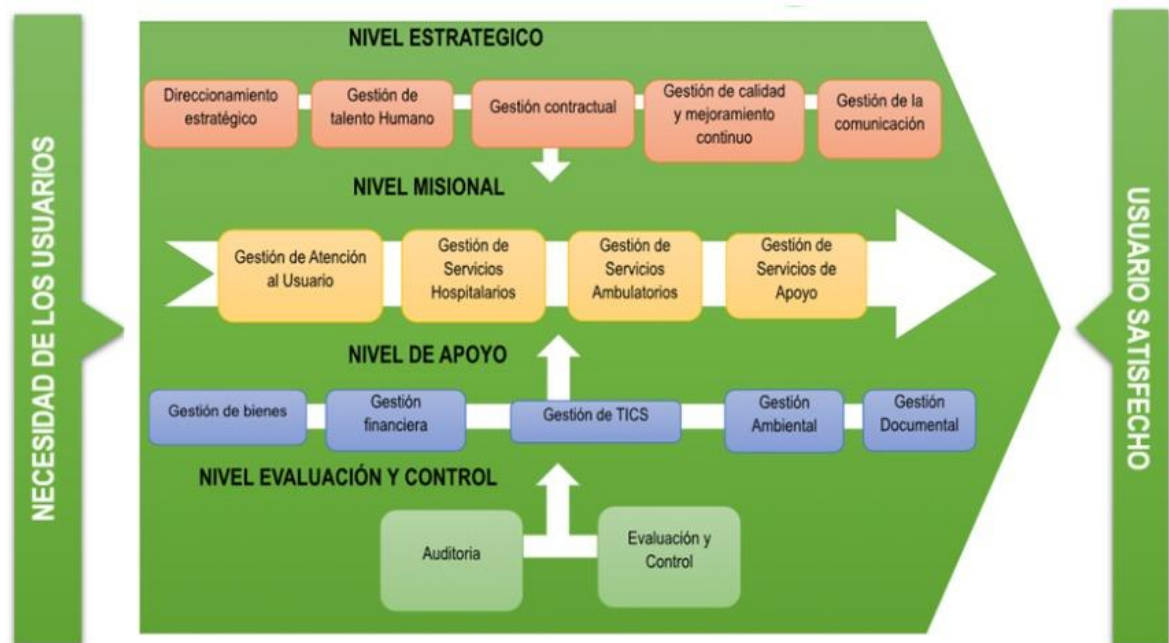 NECESIDAD DE LOS USUARIOS
NIVEL ESTRATEGICO
Direccionamiento
estratégico
Gestión de
talento Humano
Gestión contractual
Gestión de calidad
y mejoramiento
continuo
Gestión de la
comunicación
NIVEL MISIONAL
Gestión de Atención
al Usuario
Gestión de
Servicios
Hospitalarios
Gestión de
Servicios
Ambulatorios
Gestión de
Servicios de
Apoyo
NIVEL DE APOYO
Gestión de bienes
Gestión
financiera
Gestión de TICS
Gestión
Ambiental
Gestión
Documental
NIVEL EVALUACIÓN Y CONTROL
Auditoria
Evaluación y
Control
USUARIO SATISFECHO